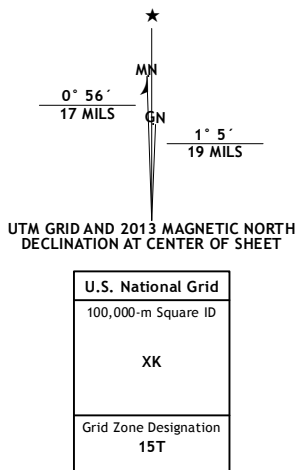 ★
MN
0° 56´
17 MILS
GN
1° 5´
19 MILS
UTM GRID AND 2013 MAGNETIC NORTH
DECLINATION AT CENTER OF SHEET
U.S. National Grid
100,000-m Square ID
XK
Grid Zone Designation
15T